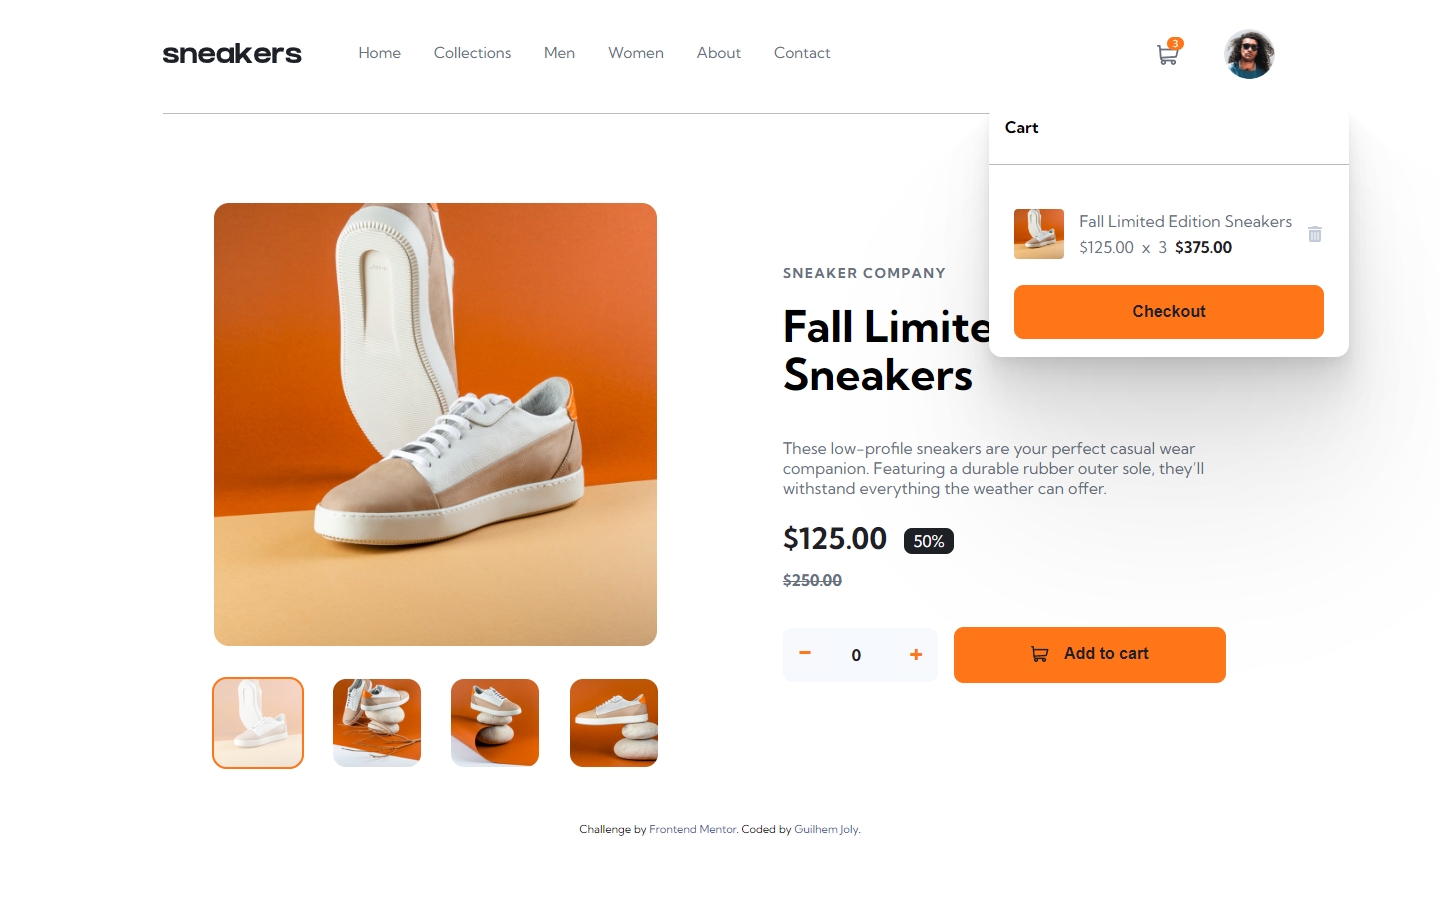 sneakers
Home Collections Men Women About Contact
3
Cart
Fall Limited Edition Sneakers
$125.00 x 3 $375.00
Checkout
SNEAKER COMPANY
Fall Limite
Sneakers
These low-profile sneakers are your perfect casual wear
companion. Featuring a durable rubber outer sole, they'll
withstand everything the weather can offer.
$125.00 50%
$250.00
− 0 +
Add to cart
Challenge by Frontend Mentor. Coded by Guilhem Joly.